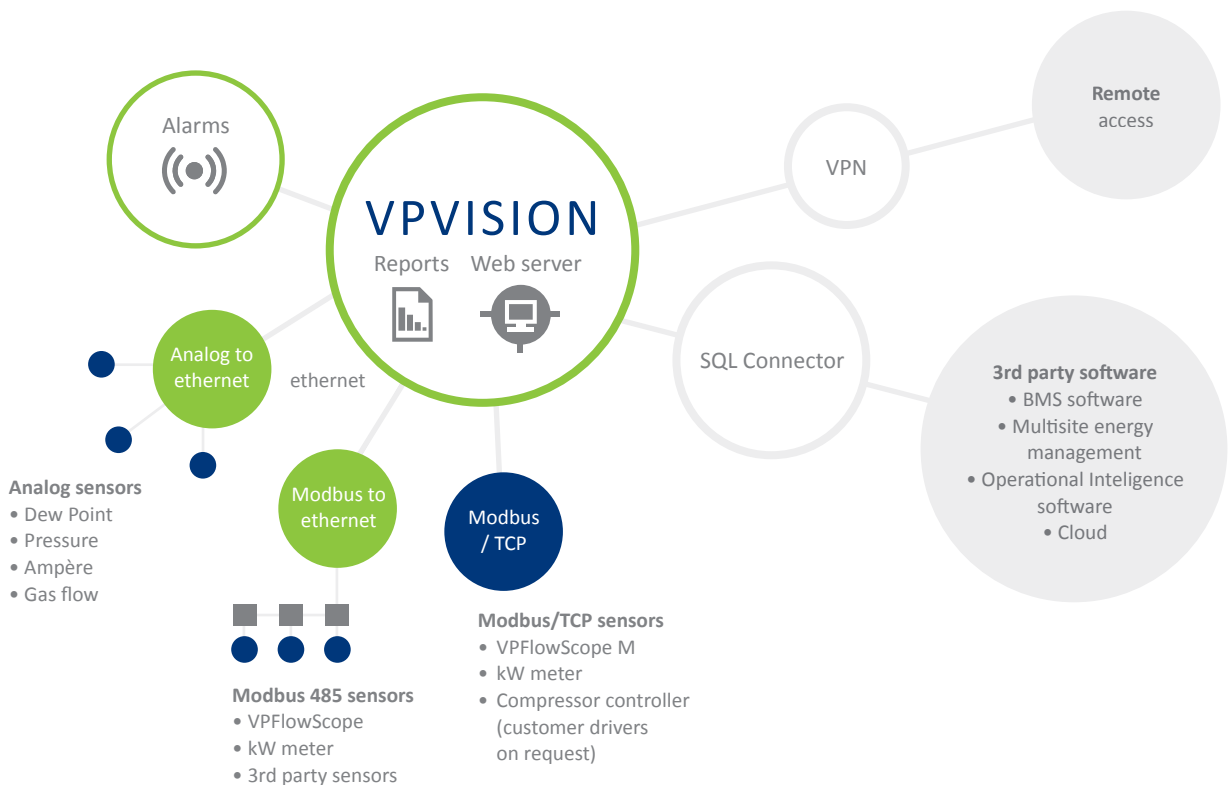 Alarms
VPVISION
Reports
Web server
VPN
Remote
access
SQL Connector
3rd party software
• BMS software
• Multisite energy
management
• Operational Inteligence
software
• Cloud
Analog to
ethernet
ethernet
Analog sensors
• Dew Point
• Pressure
• Ampère
• Gas flow
Modbus to
ethernet
Modbus 485 sensors
• VPFlowScope
• kW meter
• 3rd party sensors
Modbus
/ TCP
Modbus/TCP sensors
• VPFlowScope M
• kW meter
• Compressor controller
(customer drivers
on request)